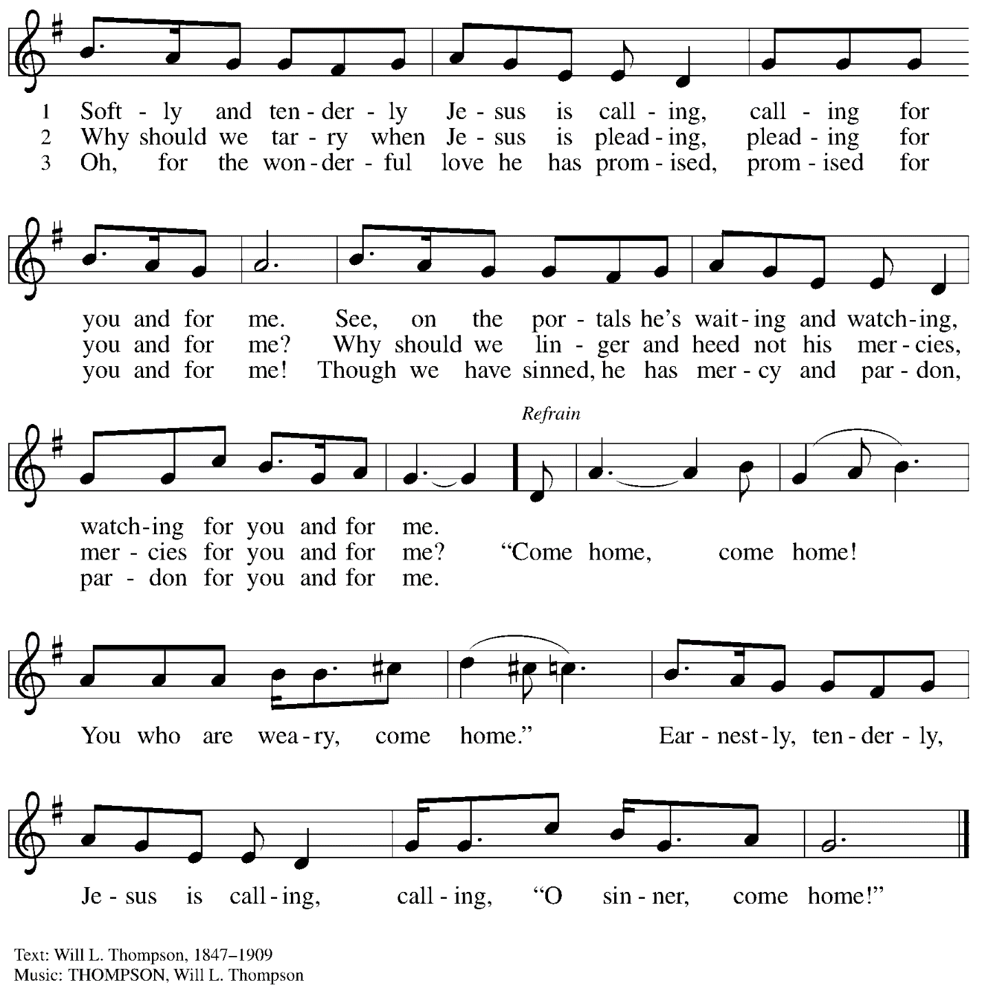 1 Soft - ly and ten - der - ly Je - sus is call - ing, call - ing for
2 Why should we tar - ry when Je - sus is plead - ing, plead - ing for
3 Oh, for the won - der - ful love he has prom - ised, prom - ised for
you and for me. See, on the por - tals he’s wait - ing and watch - ing,
you and for me? Why should we lin - ger and heed not his mer - cies,
you and for me! Though we have sinned, he has mer - cy and par - don,
Refrain
watch - ing for you and for me.
mer - cies for you and for me? “Come home, come home!
par - don for you and for me.
You who are wea - ry, come home.” Ear - nest - ly, ten - der - ly,
Je - sus is call - ing, call - ing, “O sin - ner, come home!”
Text: Will L. Thompson, 1847–1909
Music: THOMPSON, Will L. Thompson